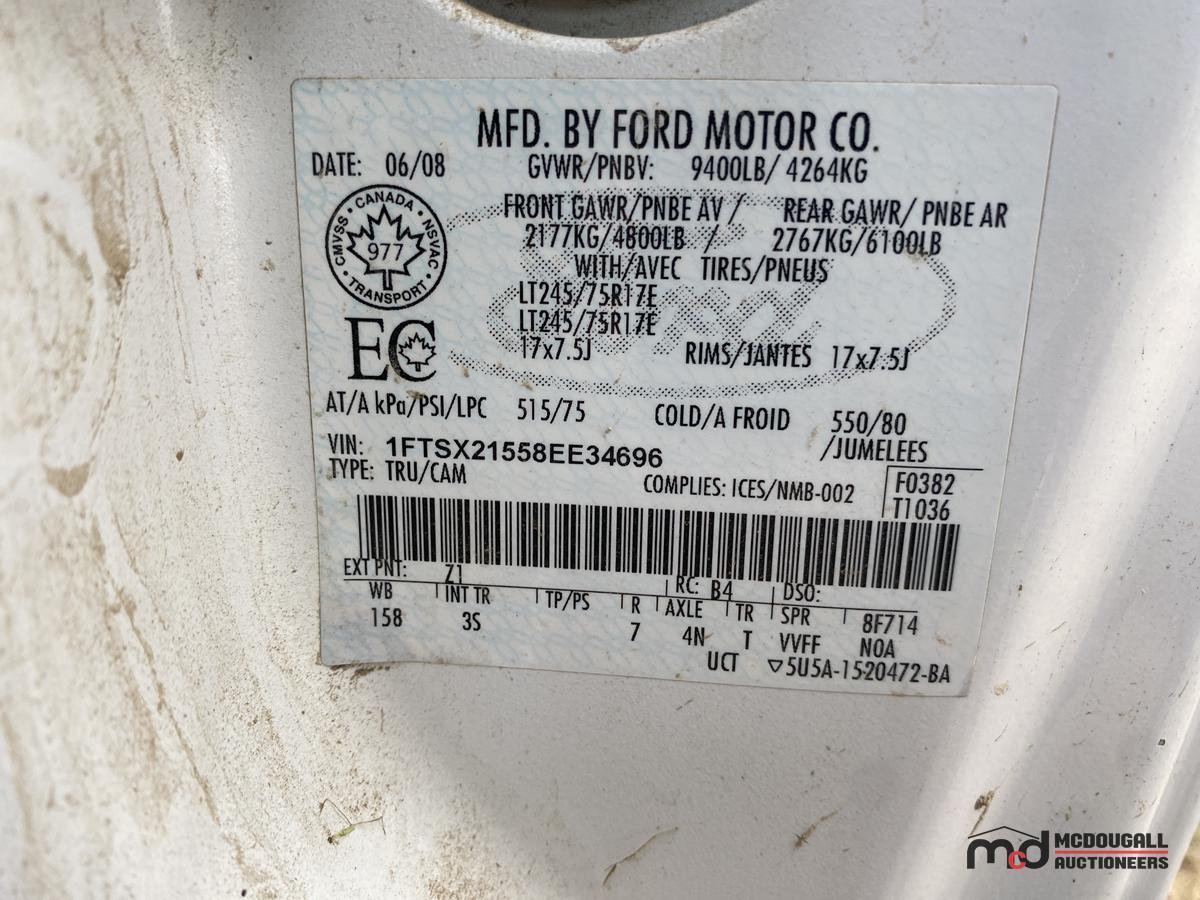 MFD. BY FORD MOTOR CO.
DATE: 06/08 GVWR/PNBV: 9400LB/ 4264KG
FRONT GAWR/PNBE AV / REAR GAWR/ PNBE AR
2177KG/4800LB / 2767KG/6100LB
WITH/AVEC TIRES/PNEUS
LT245/75R17E
LT245/75R17E
17x7.5J RIMS/JANTES 17x7.5J
CMVSS · CANADA · NSVAC · TRANSPORT ·
977
EC
AT/A kPa/PSI/LPC 515/75 COLD/A FROID 550/80
/JUMELEES
VIN: 1FTSX21558EE34696
TYPE: TRU/CAM COMPLIES: ICES/NMB-002
F0382
T1036
EXT PNT: Z1 RC: B4 DSO:
WB INT TR TP/PS R AXLE TR SPR 8F714
158 3S 7 4N T VVFF NOA
UCT ▽5U5A-1520472-BA
mcd MCDOUGALL
AUCTIONEERS